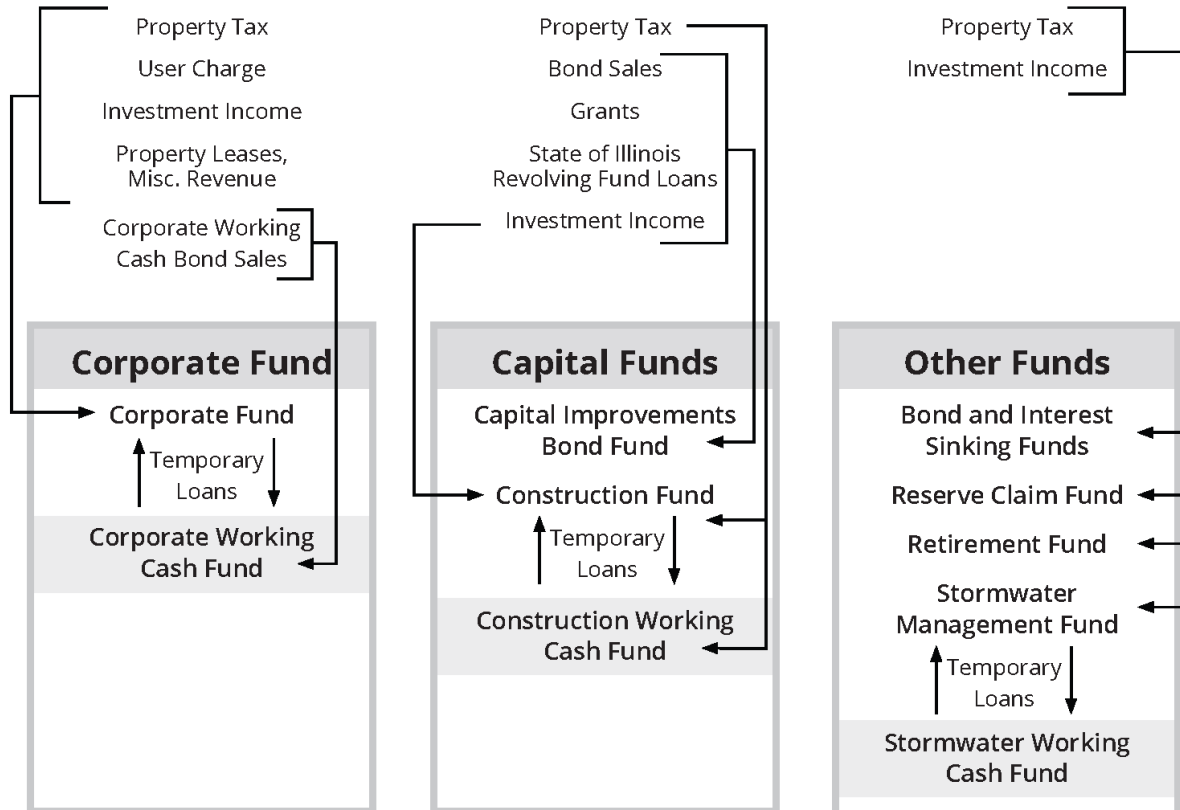 Property Tax
User Charge
Investment Income
Property Leases,
Misc. Revenue
Corporate Working
Cash Bond Sales
Property Tax
Bond Sales
Grants
State of Illinois
Revolving Fund Loans
Investment Income
Property Tax
Investment Income
Corporate Fund
Corporate Fund
Temporary
Loans
Corporate Working
Cash Fund
Capital Funds
Capital Improvements
Bond Fund
Construction Fund
Temporary
Loans
Construction Working
Cash Fund
Other Funds
Bond and Interest
Sinking Funds
Reserve Claim Fund
Retirement Fund
Stormwater
Management Fund
Temporary
Loans
Stormwater Working
Cash Fund